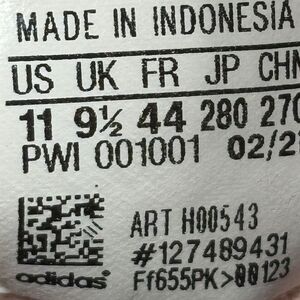 MADE IN INDONESIA
US UK FR JP CHN
11 9½ 44 280 270
PWI 001001 02/2
ART H00543
#127489431
adidas Ff655PK>00123